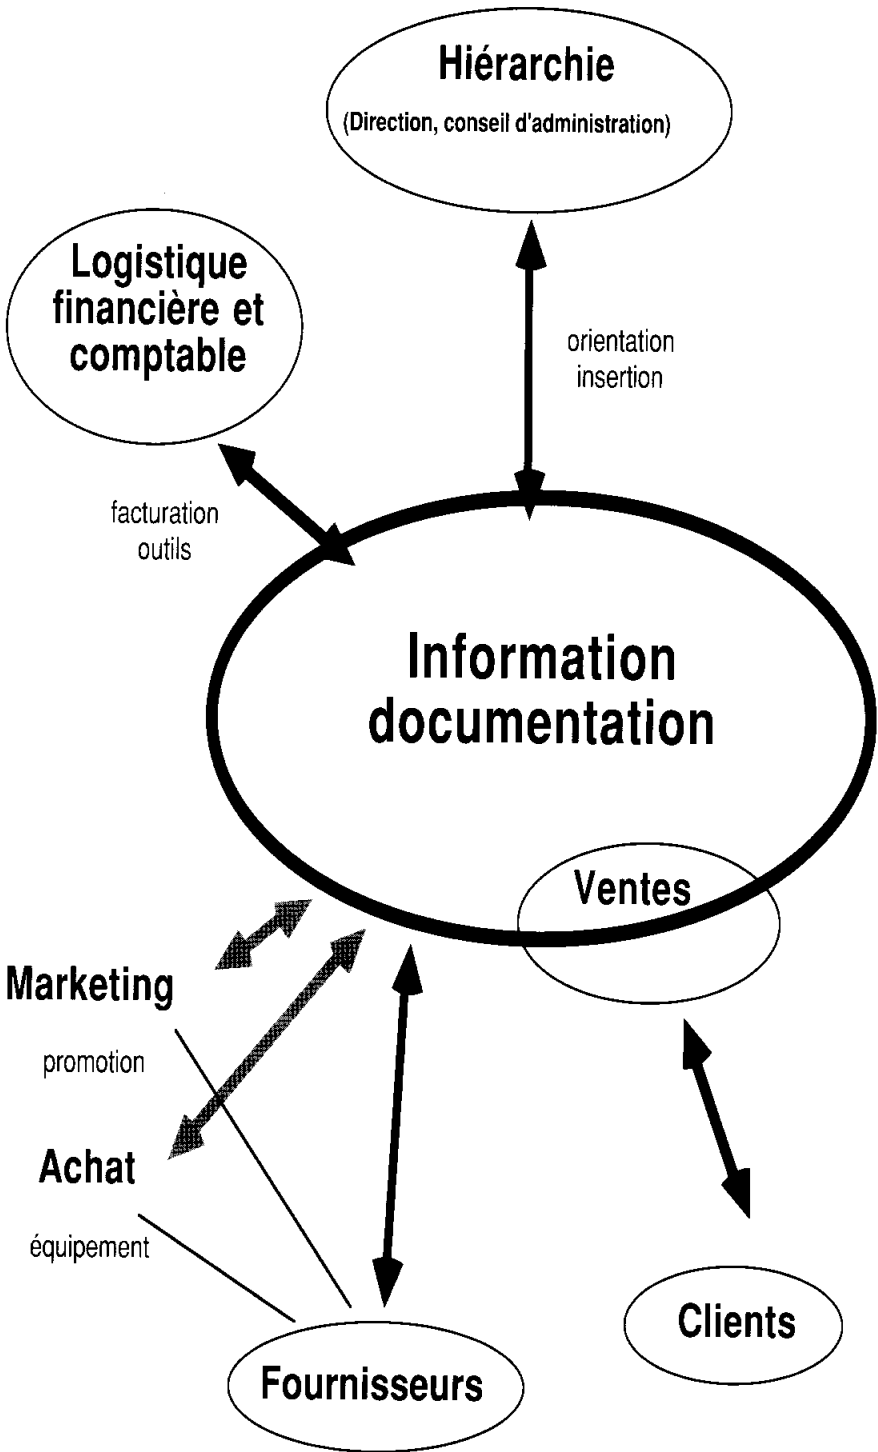 Hiérarchie
(Direction, conseil d'administration)
Logistique
financière et
comptable
orientation
insertion
facturation
outils
Information
documentation
Ventes
Marketing
promotion
Achat
équipement
Clients
Fournisseurs